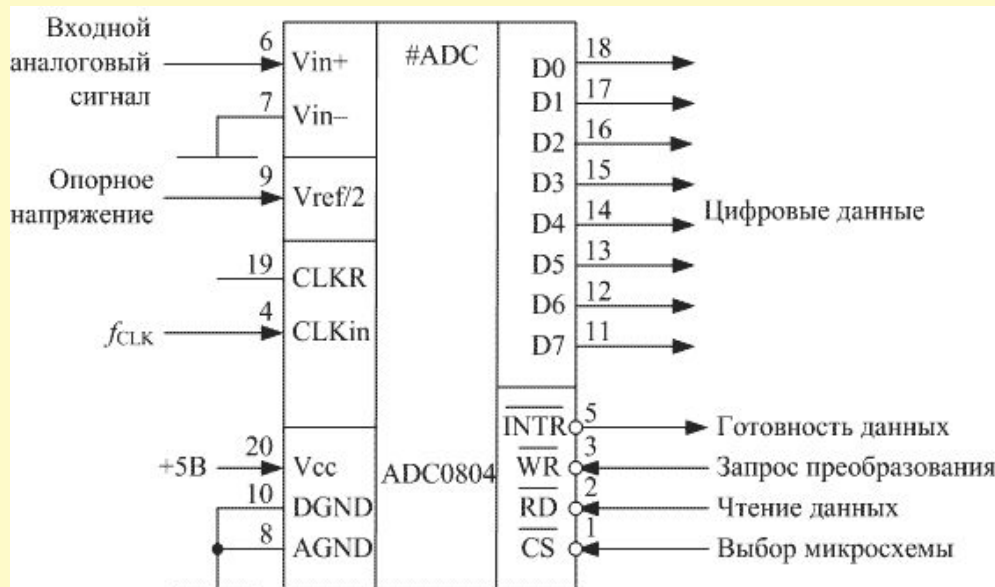 Входной
аналоговый
сигнал
6
Vin+
7
Vin–
Опорное
напряжение
9
Vref/2
19
CLKR
4
fCLK
CLKin
+5В
20
Vcc
10
DGND
8
AGND
#ADC
ADC0804
D0
18
D1
17
D2
16
D3
15
D4
14
D5
13
D6
12
D7
11
Цифровые данные
INTR
5
Готовность данных
WR
3
Запрос преобразования
RD
2
Чтение данных
CS
1
Выбор микросхемы